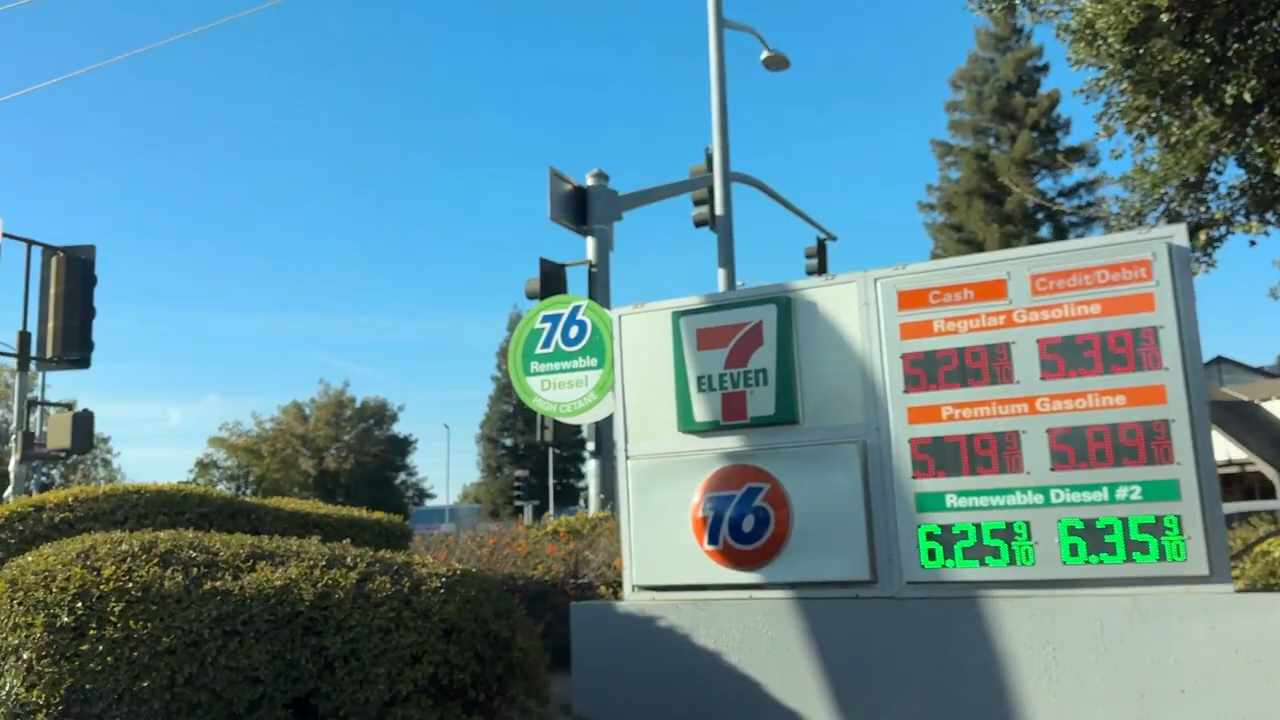 76
Renewable
Diesel
HIGH CETANE
7
ELEVEN
76
Cash Credit/Debit
Regular Gasoline
5.29 9/10 5.39 9/10
Premium Gasoline
5.79 9/10 5.89 9/10
Renewable Diesel #2
6.25 9/10 6.35 9/10